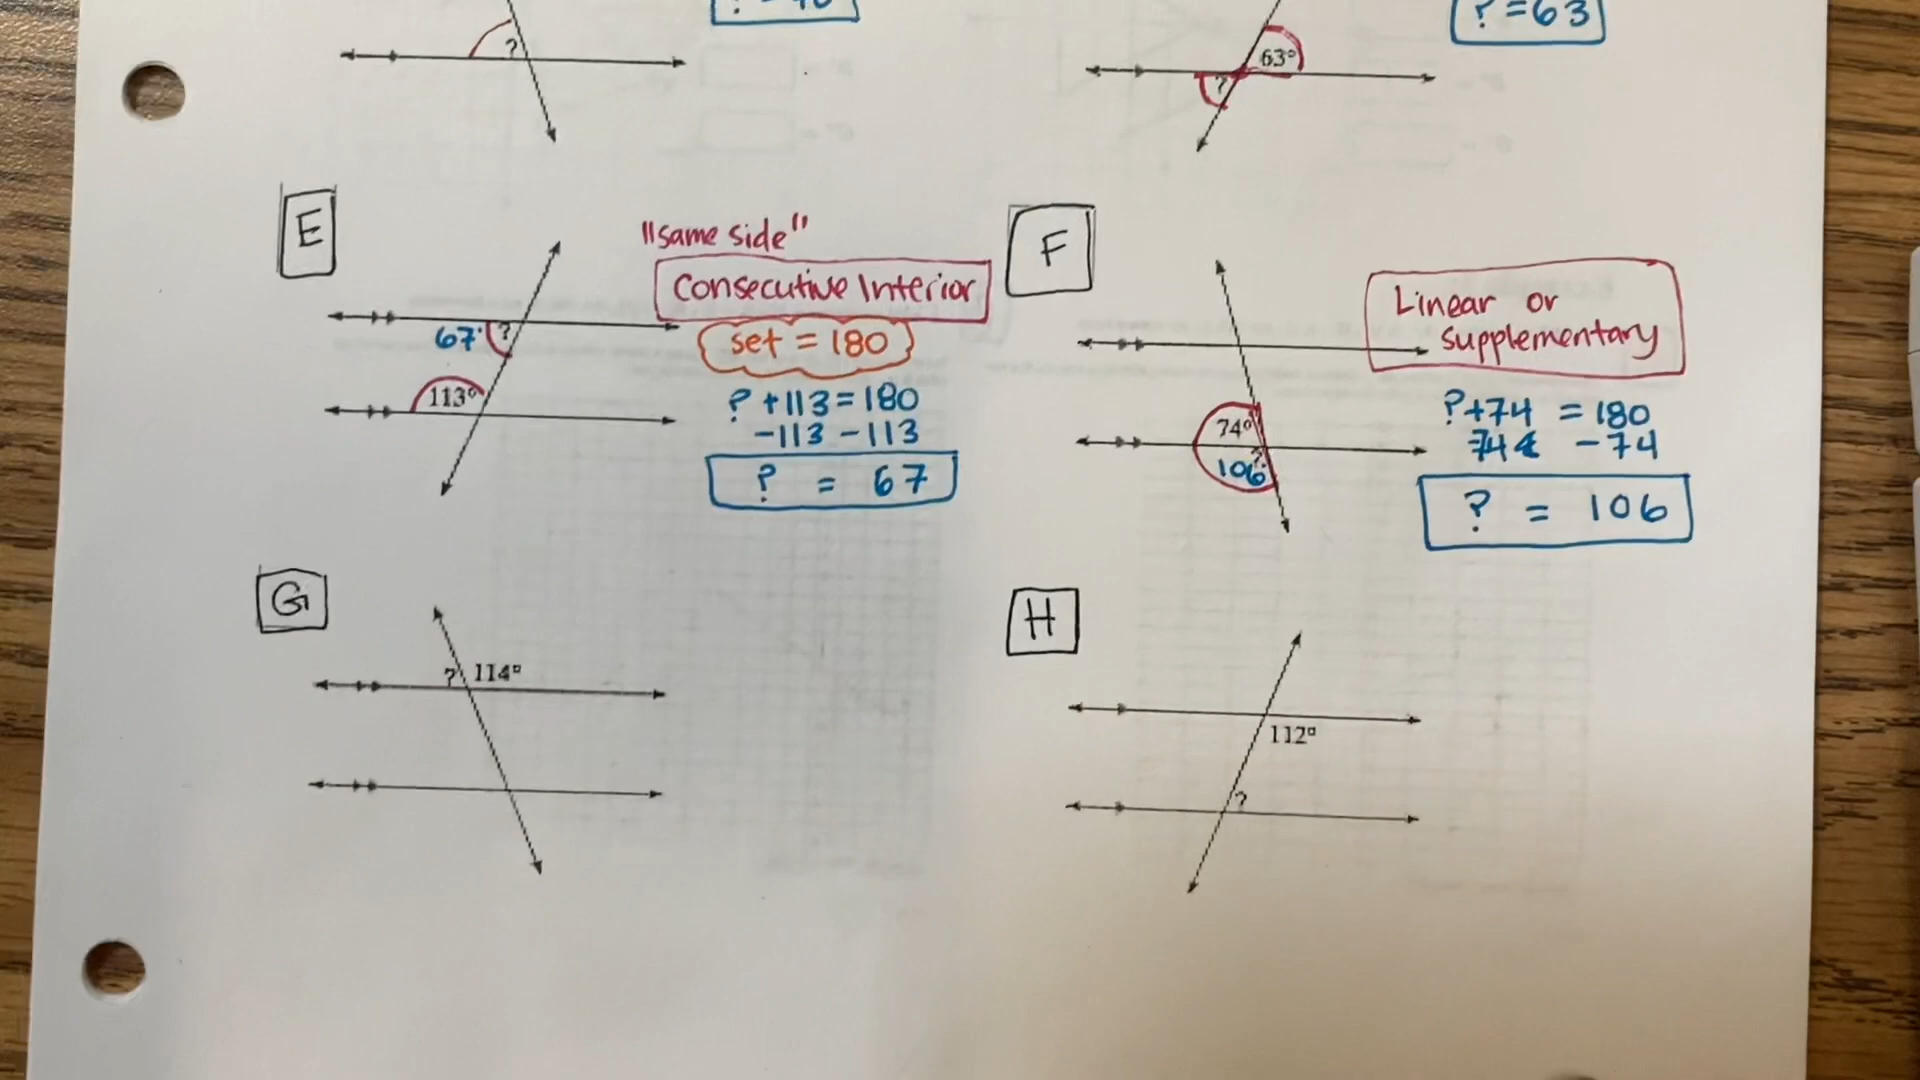 ?
63°
?
? = 63
E
"same side"
Consecutive Interior
set = 180
67°
?
113°
? + 113 = 180
-113 -113
? = 67
F
Linear or
supplementary
74°
?
106
? + 74 = 180
- 74
? = 106
G
?
114°
H
112°
?